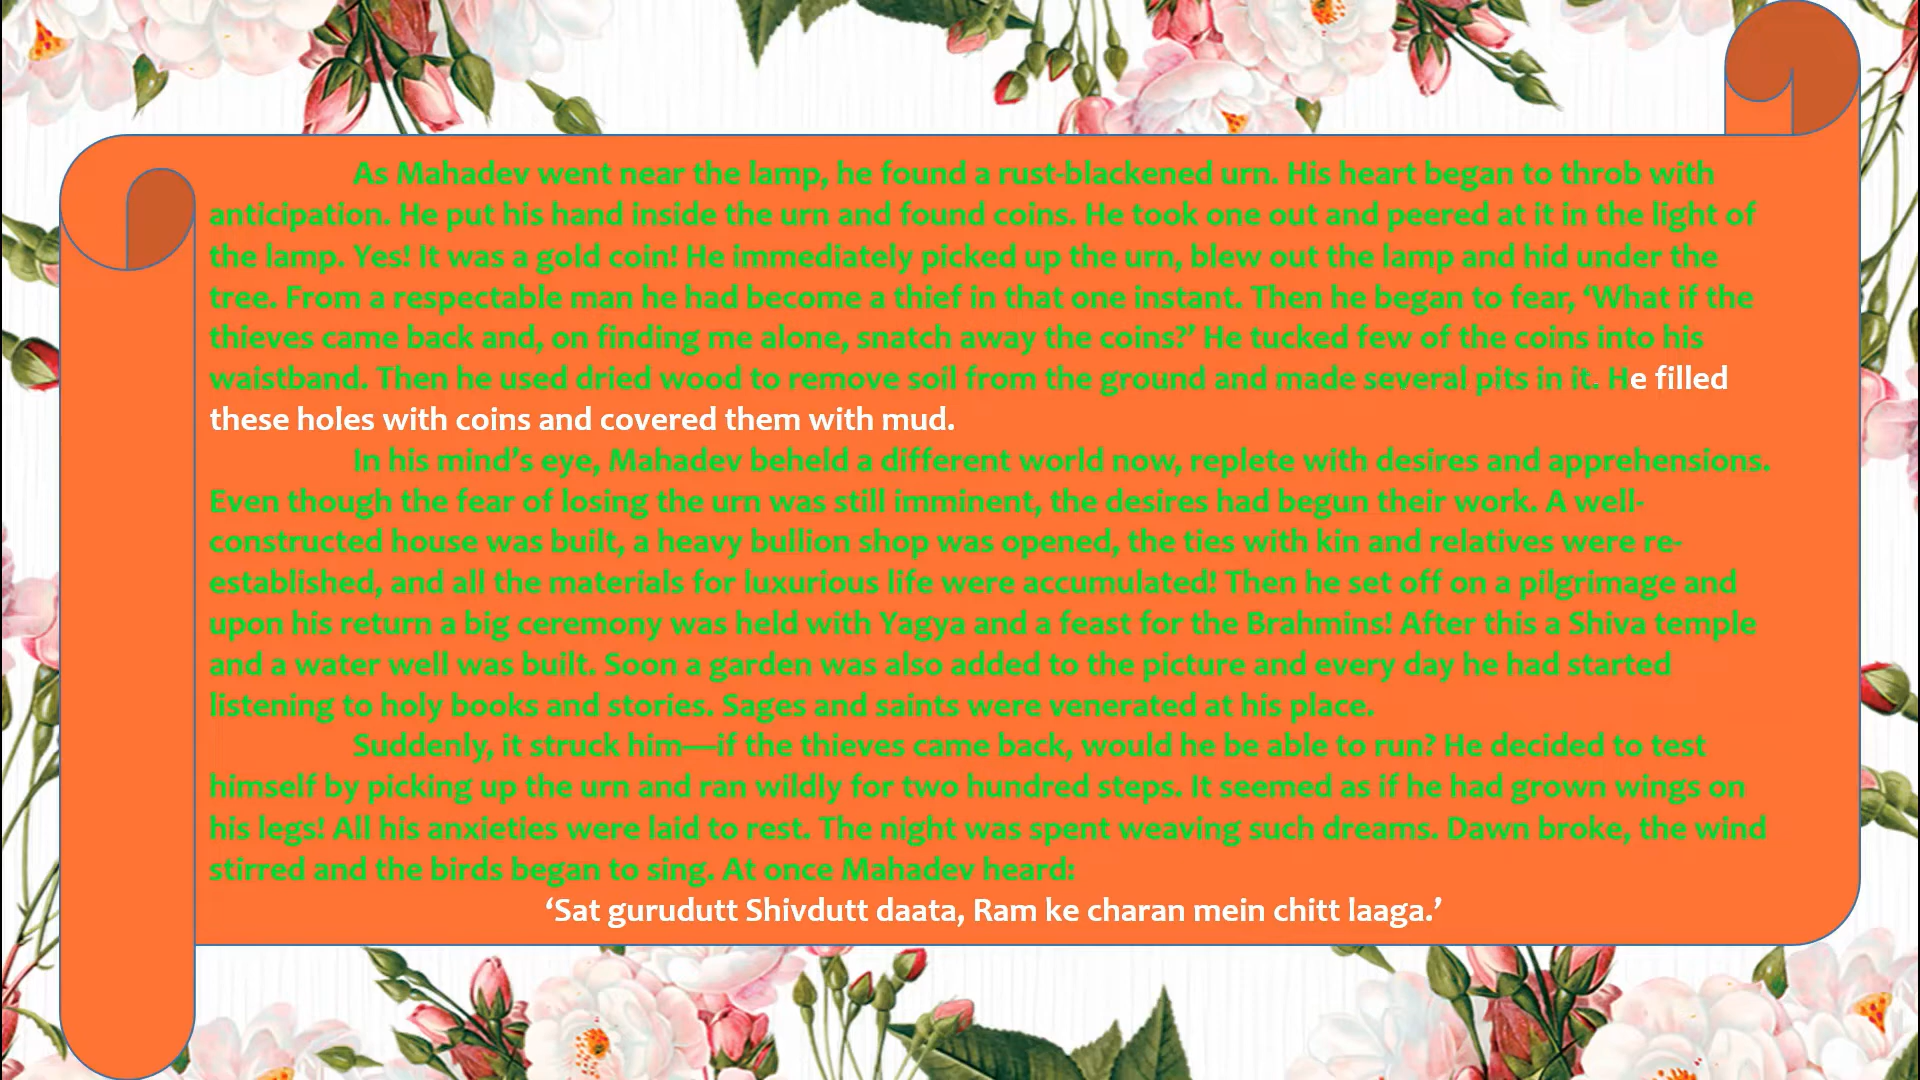 As Mahadev went near the lamp, he found a rust-blackened urn. His heart began to throb with
anticipation. He put his hand inside the urn and found coins. He took one out and peered at it in the light of
the lamp. Yes! It was a gold coin! He immediately picked up the urn, blew out the lamp and hid under the
tree. From a respectable man he had become a thief in that one instant. Then he began to fear, ‘What if the
thieves came back and, on finding me alone, snatch away the coins?’ He tucked few of the coins into his
waistband. Then he used dried wood to remove soil from the ground and made several pits in it. He filled
these holes with coins and covered them with mud.
In his mind’s eye, Mahadev beheld a different world now, replete with desires and apprehensions.
Even though the fear of losing the urn was still imminent, the desires had begun their work. A well-
constructed house was built, a heavy bullion shop was opened, the ties with kin and relatives were re-
established, and all the materials for luxurious life were accumulated! Then he set off on a pilgrimage and
upon his return a big ceremony was held with Yagya and a feast for the Brahmins! After this a Shiva temple
and a water well was built. Soon a garden was also added to the picture and every day he had started
listening to holy books and stories. Sages and saints were venerated at his place.
Suddenly, it struck him—if the thieves came back, would he be able to run? He decided to test
himself by picking up the urn and ran wildly for two hundred steps. It seemed as if he had grown wings on
his legs! All his anxieties were laid to rest. The night was spent weaving such dreams. Dawn broke, the wind
stirred and the birds began to sing. At once Mahadev heard:
‘Sat gurudutt Shivdutt daata, Ram ke charan mein chitt laaga.’